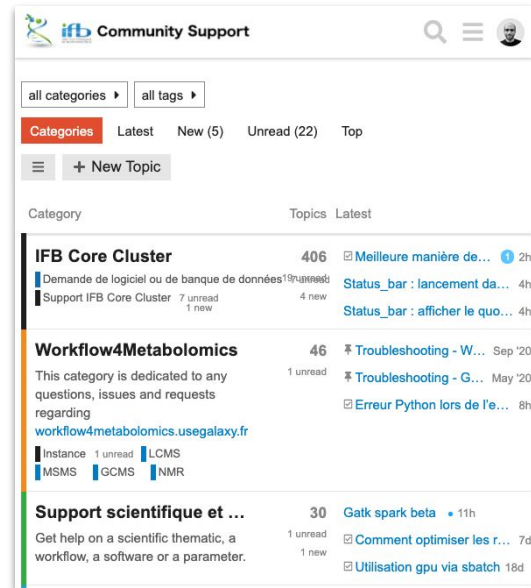 ifb Community Support
all categories all tags
Categories Latest New (5) Unread (22) Top
+ New Topic
Category Topics Latest
IFB Core Cluster 406 Meilleure manière de... 1 2h
Demande de logiciel ou de banque de données
Status_bar : lancement da... 4h
Support IFB Core Cluster 7 unread 4 new
1 new
Status_bar : afficher le quo... 4h
Workflow4Metabolomics 46 Troubleshooting - W... Sep '20
This category is dedicated to any 1 unread Troubleshooting - G... May '20
questions, issues and requests
regarding Erreur Python lors de l'e... 8h
workflow4metabolomics.usegalaxy.fr
Instance 1 unread LCMS
MSMS GCMS NMR
Support scientifique et ... 30 Gatk spark beta 11h
Get help on a scientific thematic, a 1 unread Comment optimiser les r... 7d
workflow, a software or a parameter. 1 new
Utilisation gpu via sbatch 18d